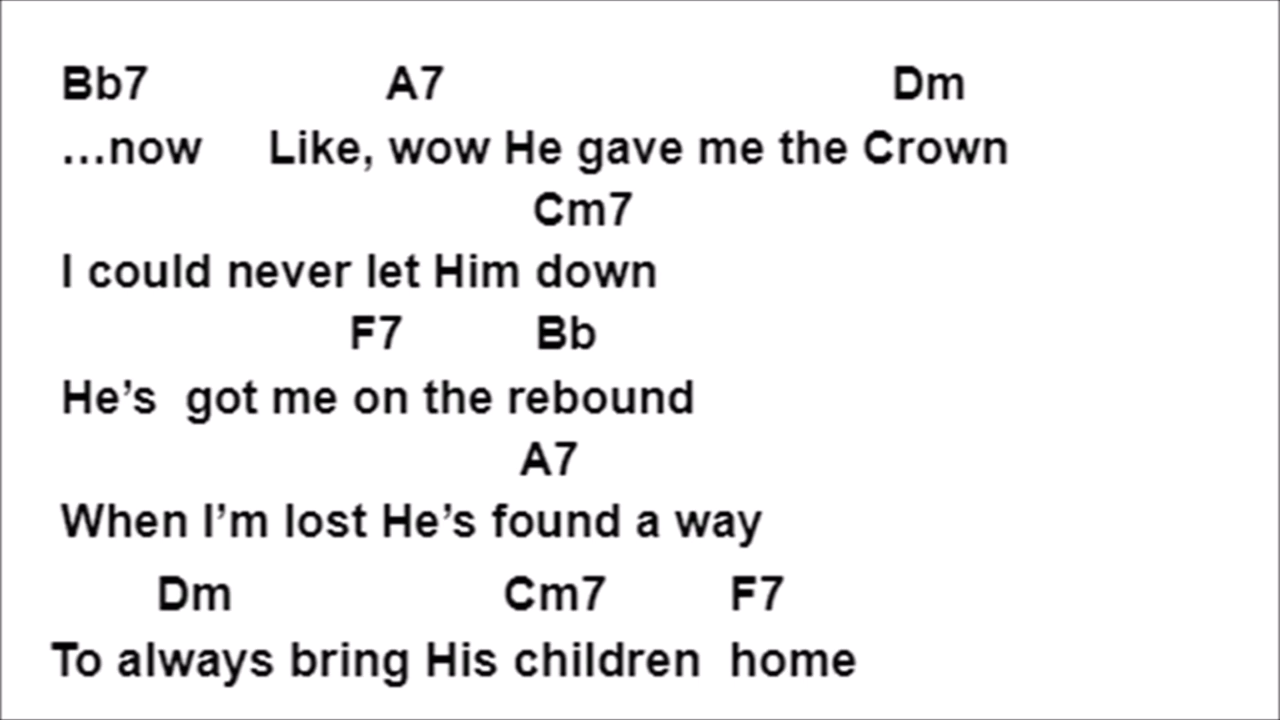 Bb7 A7 Dm
...now Like, wow He gave me the Crown
Cm7
I could never let Him down
F7 Bb
He’s got me on the rebound
A7
When I’m lost He’s found a way
Dm Cm7 F7
To always bring His children home